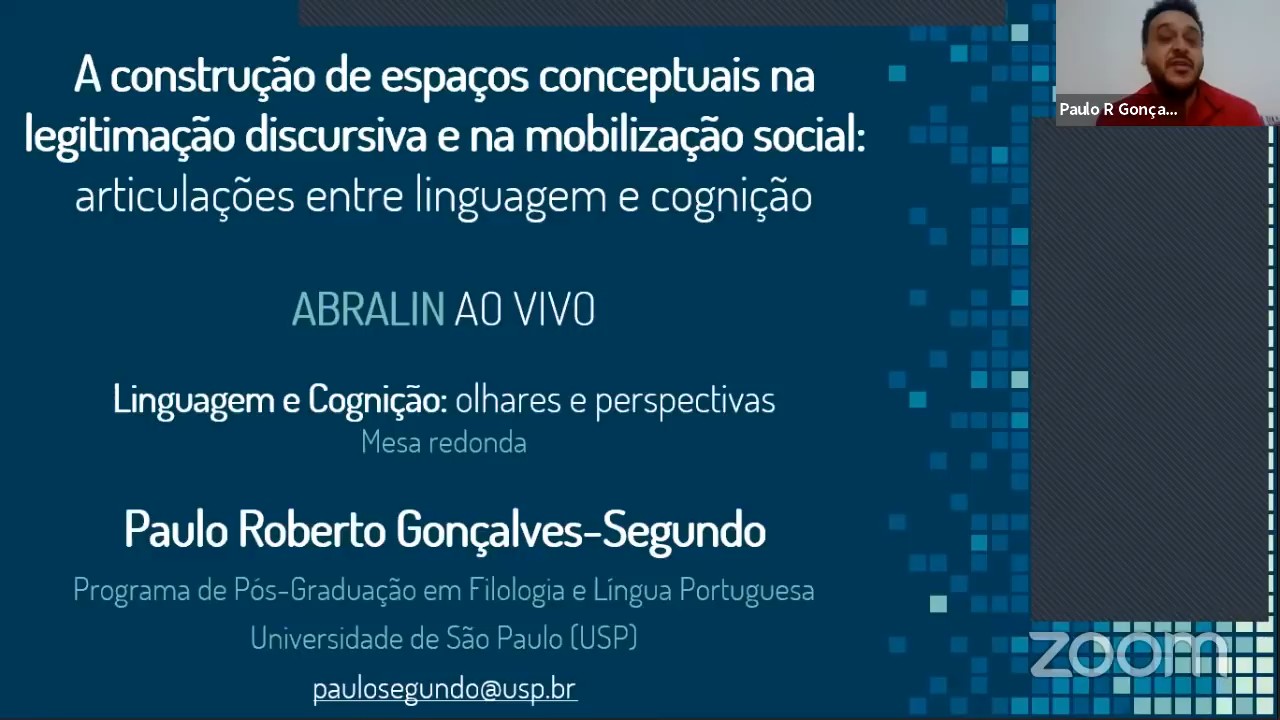 A construção de espaços conceptuais na
legitimação discursiva e na mobilização social:
articulações entre linguagem e cognição
ABRALIN AO VIVO
Linguagem e Cognição: olhares e perspectivas
Mesa redonda
Paulo Roberto Gonçalves-Segundo
Programa de Pós-Graduação em Filologia e Língua Portuguesa
Universidade de São Paulo (USP)
paulosegundo@usp.br
Paulo R Gonça...
zoom